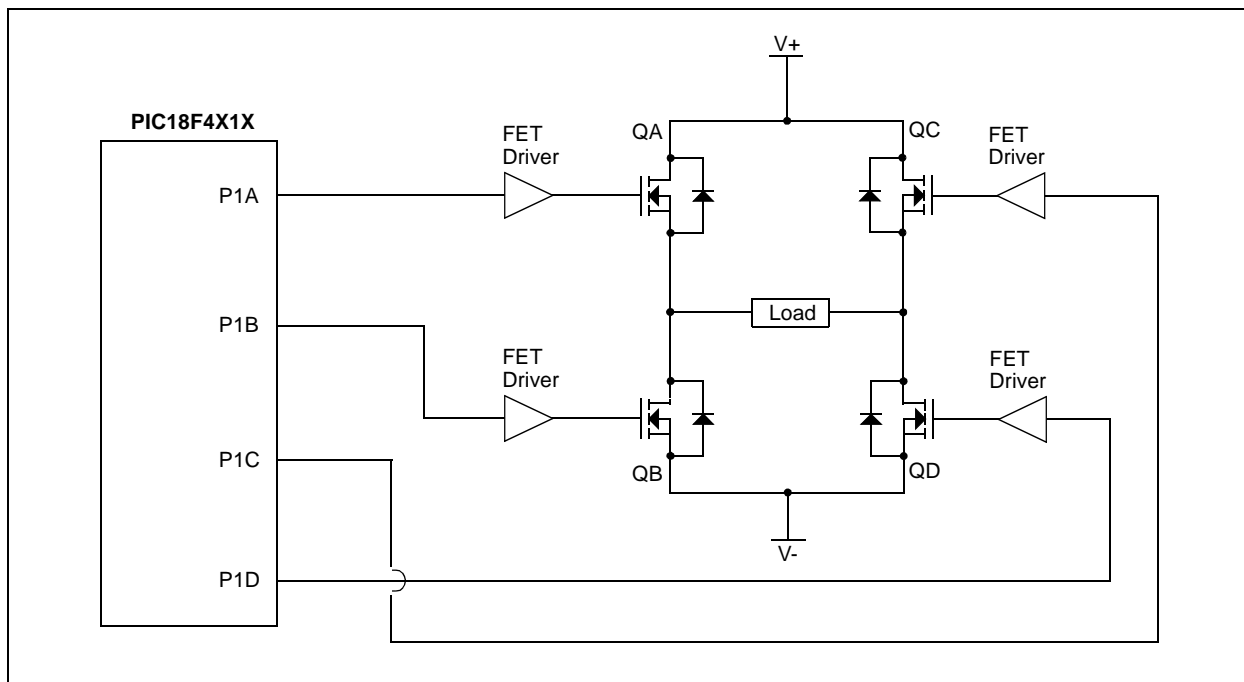 V+
PIC18F4X1X
FET
Driver
QA
QC
FET
Driver
P1A
Load
P1B
FET
Driver
FET
Driver
P1C
QB
QD
V-
P1D